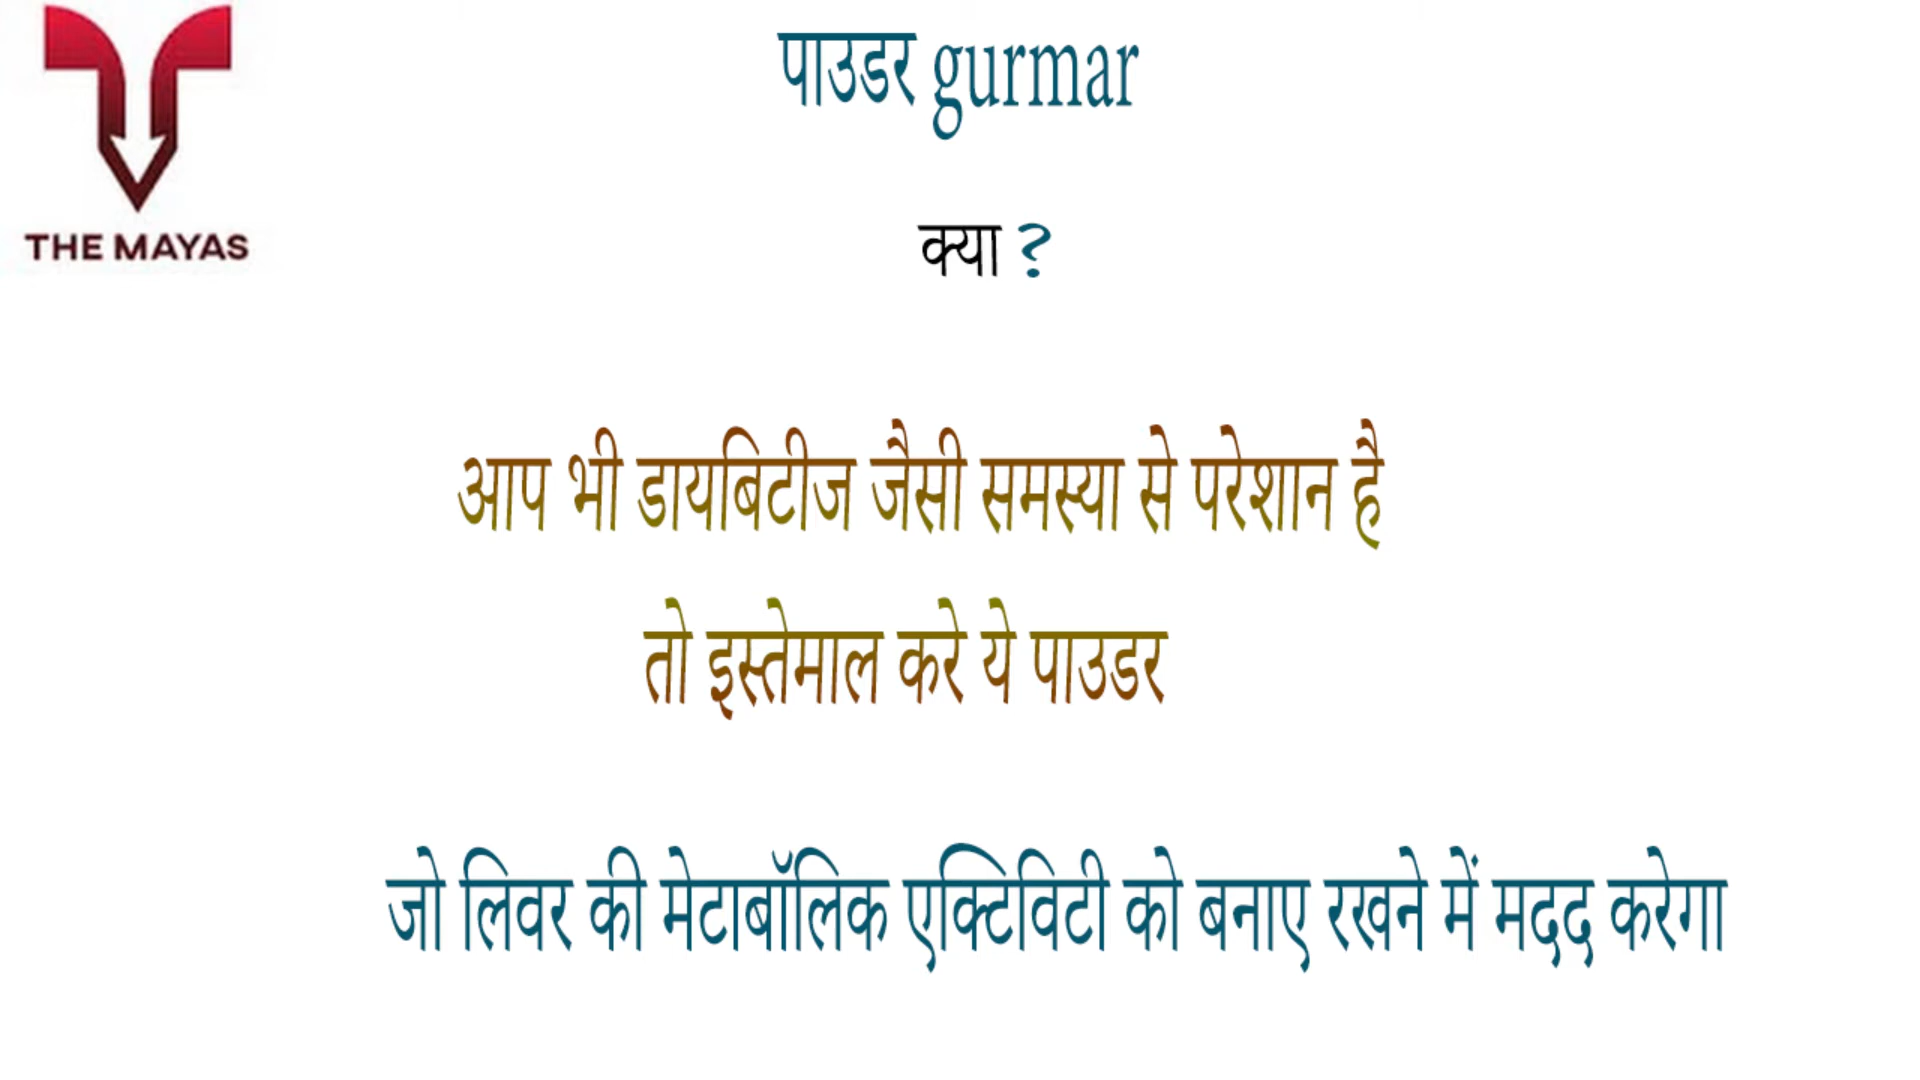 THE MAYAS
पाउडर gurmar
क्या ?
आप भी डायबिटीज जैसी समस्या से परेशान है
तो इस्तेमाल करे ये पाउडर
जो लिवर की मेटाबॉलिक एक्टिविटी को बनाए रखने में मदद करेगा